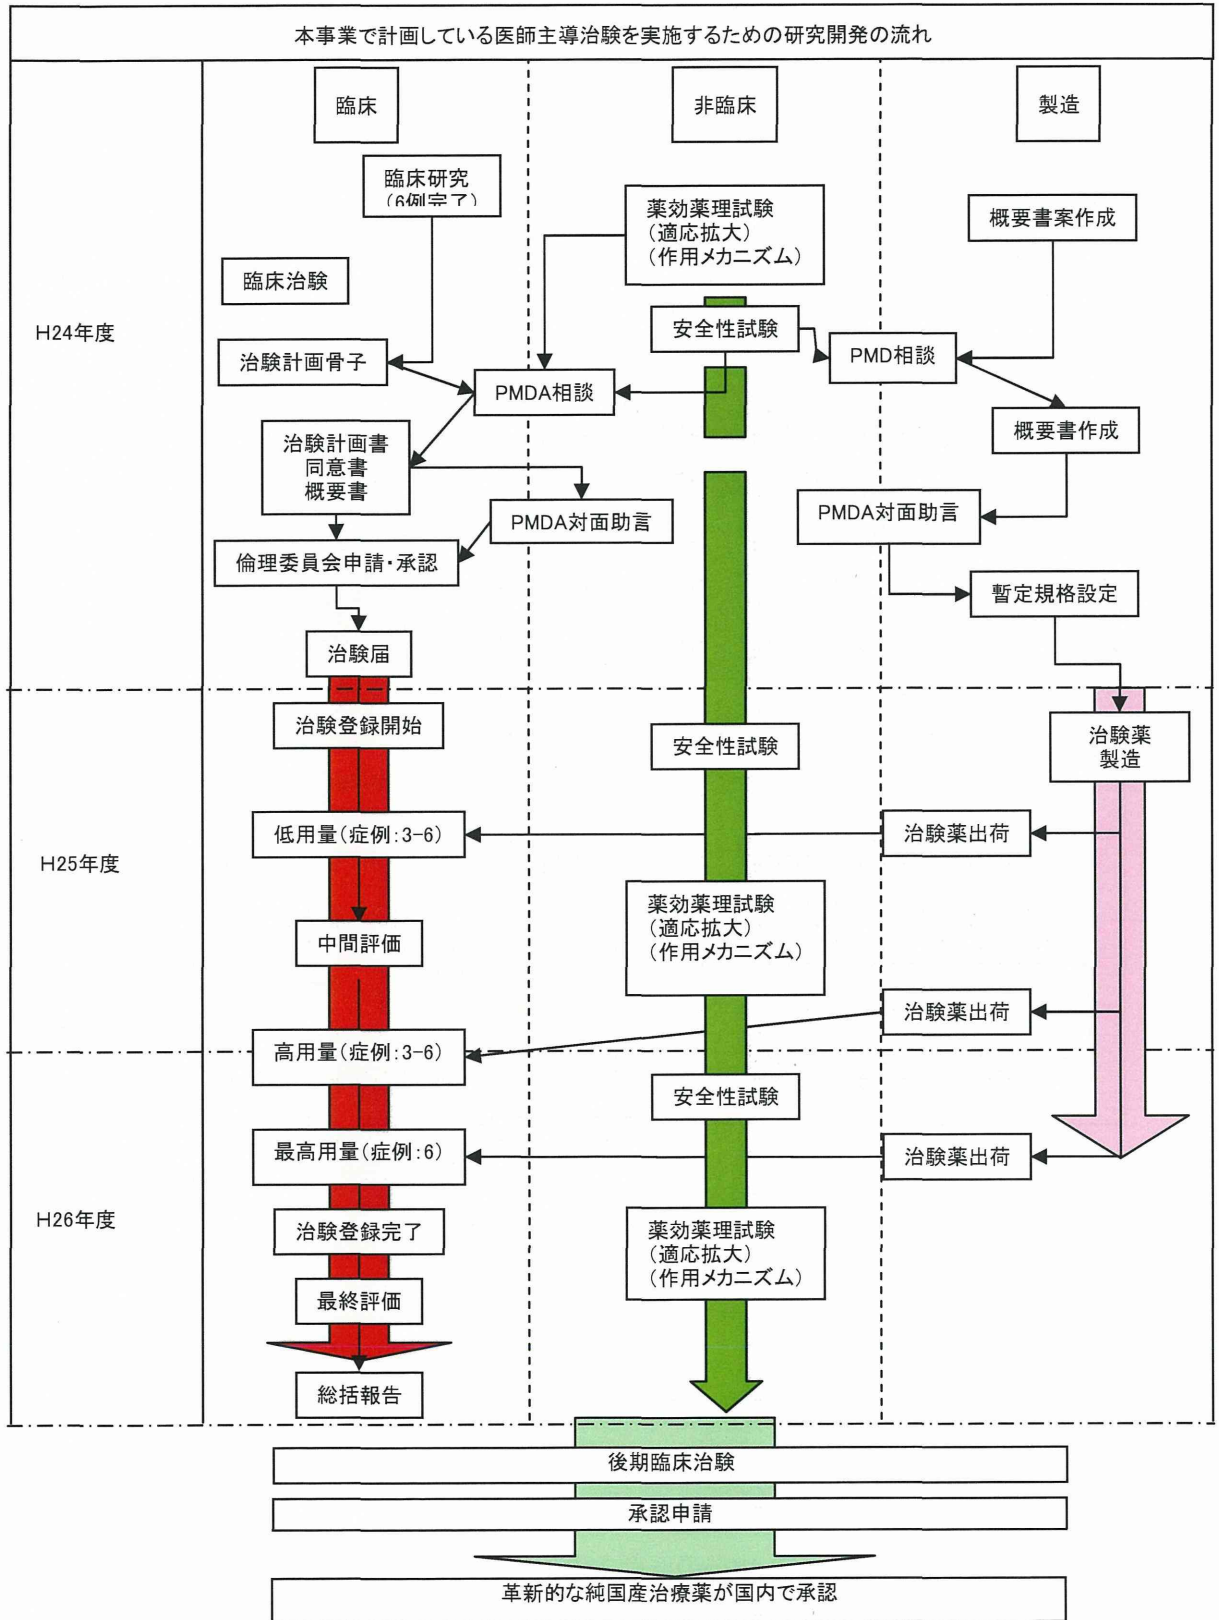 本事業で計画している医師主導治験を実施するための研究開発の流れ
臨床
非臨床
製造
H24年度
臨床研究
(6例完了)
薬効薬理試験
(適応拡大)
(作用メカニズム)
概要書案作成
臨床治験
安全性試験
PMD相談
治験計画骨子
PMDA相談
概要書作成
治験計画書
同意書
概要書
PMDA対面助言
PMDA対面助言
倫理委員会申請・承認
暫定規格設定
治験届
H25年度
治験登録開始
安全性試験
治験薬
製造
低用量(症例:3-6)
治験薬出荷
薬効薬理試験
(適応拡大)
(作用メカニズム)
中間評価
治験薬出荷
高用量(症例:3-6)
H26年度
安全性試験
最高用量(症例:6)
治験薬出荷
治験登録完了
薬効薬理試験
(適応拡大)
(作用メカニズム)
最終評価
総括報告
後期臨床治験
承認申請
革新的な純国産治療薬が国内で承認